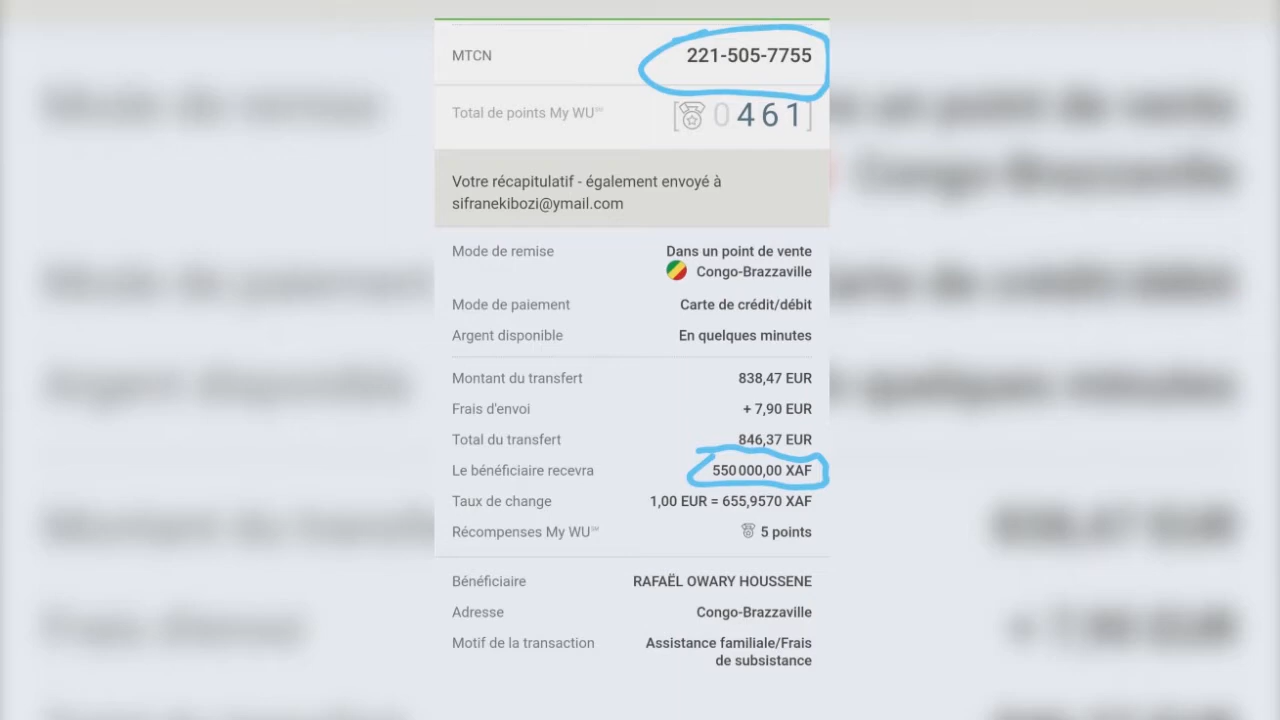 MTCN 221-505-7755
Total de points My WU℠ 0461
Votre récapitulatif - également envoyé à
sifranekibozi@ymail.com
Mode de remise Dans un point de vente
Congo-Brazzaville
Mode de paiement Carte de crédit/débit
Argent disponible En quelques minutes
Montant du transfert 838,47 EUR
Frais d'envoi + 7,90 EUR
Total du transfert 846,37 EUR
Le bénéficiaire recevra 550 000,00 XAF
Taux de change 1,00 EUR = 655,9570 XAF
Récompenses My WU℠ 5 points
Bénéficiaire RAFAËL OWARY HOUSSENE
Adresse Congo-Brazzaville
Motif de la transaction Assistance familiale/Frais
de subsistance